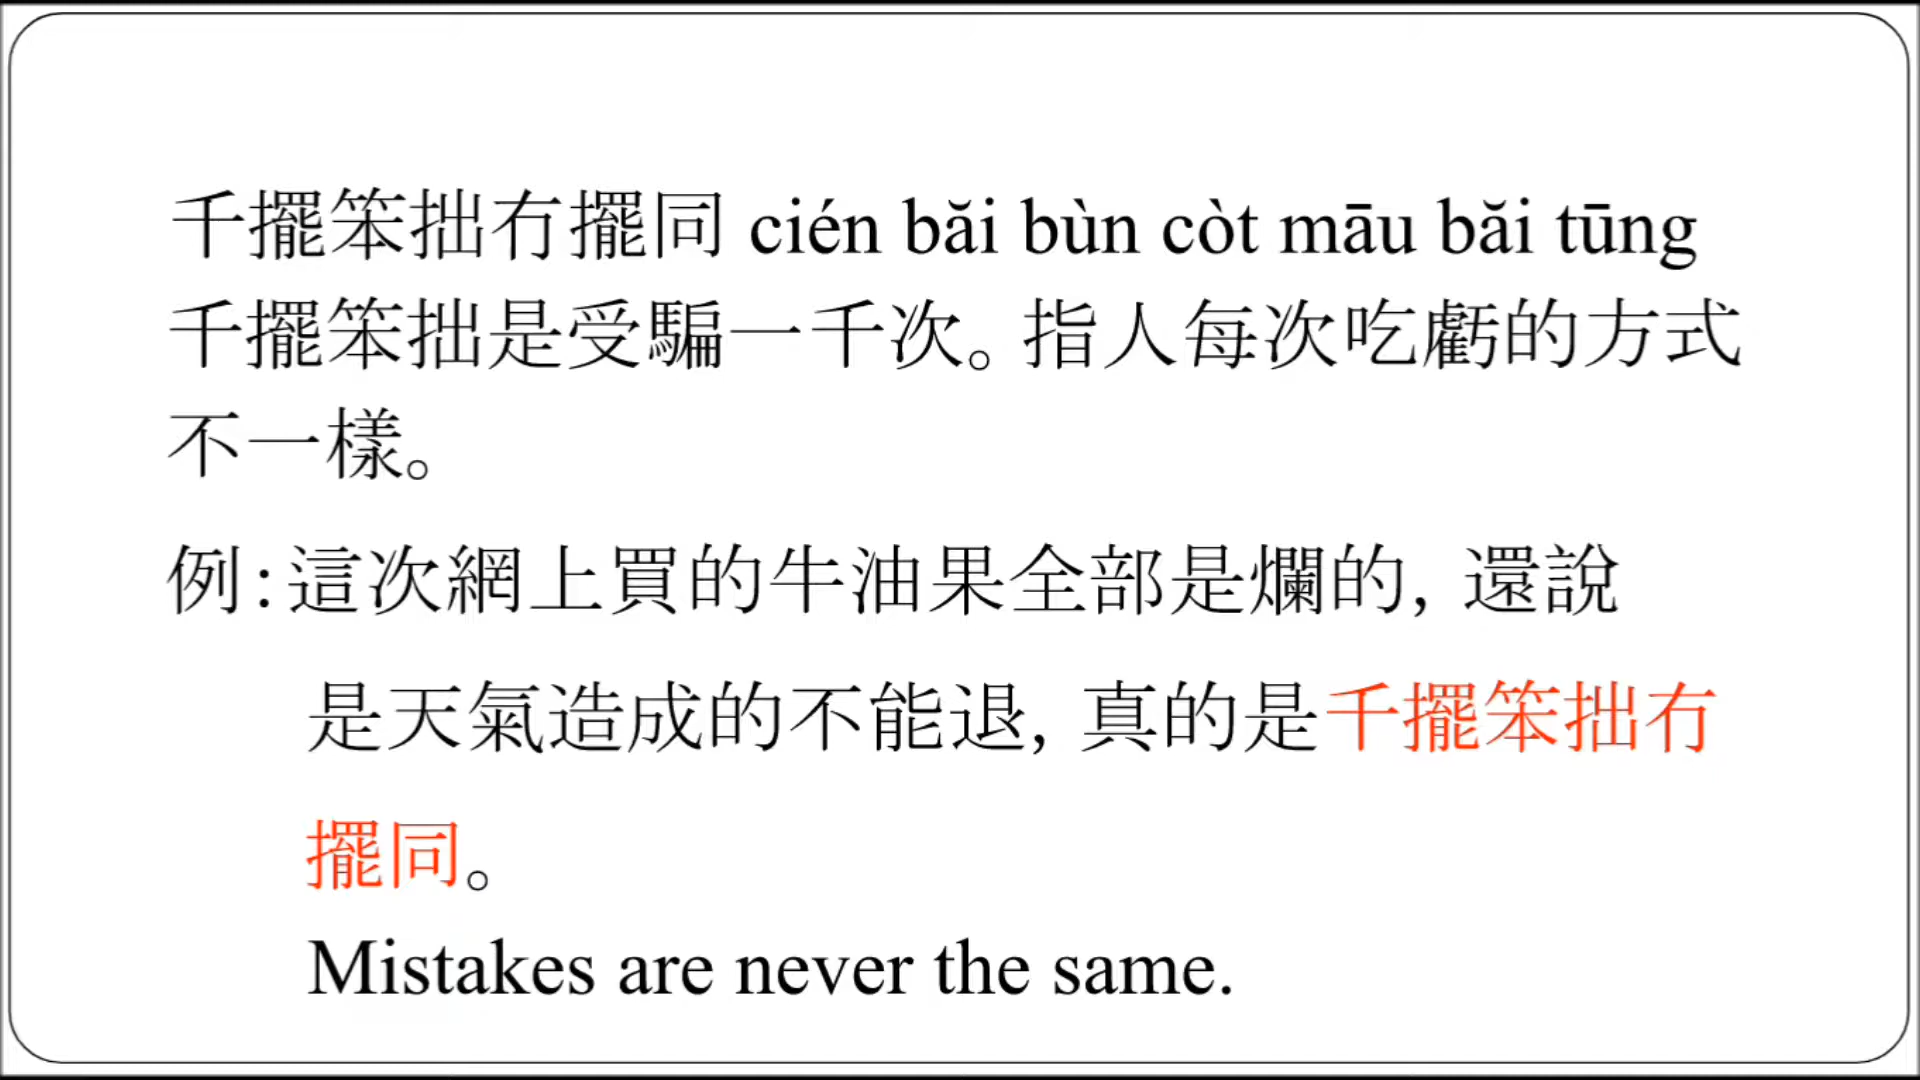 千擺笨拙冇擺同 cién băi bùn còt māu băi tūng
千擺笨拙是受騙一千次。指人每次吃虧的方式
不一樣。
例:這次網上買的牛油果全部是爛的, 還說
是天氣造成的不能退, 真的是千擺笨拙冇
擺同。
Mistakes are never the same.